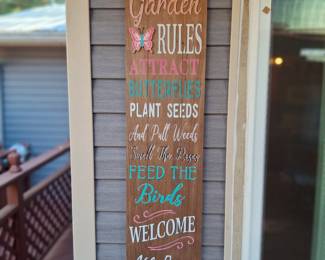 Garden
RULES
ATTRACT
BUTTERFLIES
PLANT SEEDS
And Pull Weeds
Smell The Roses
FEED THE
Birds
WELCOME